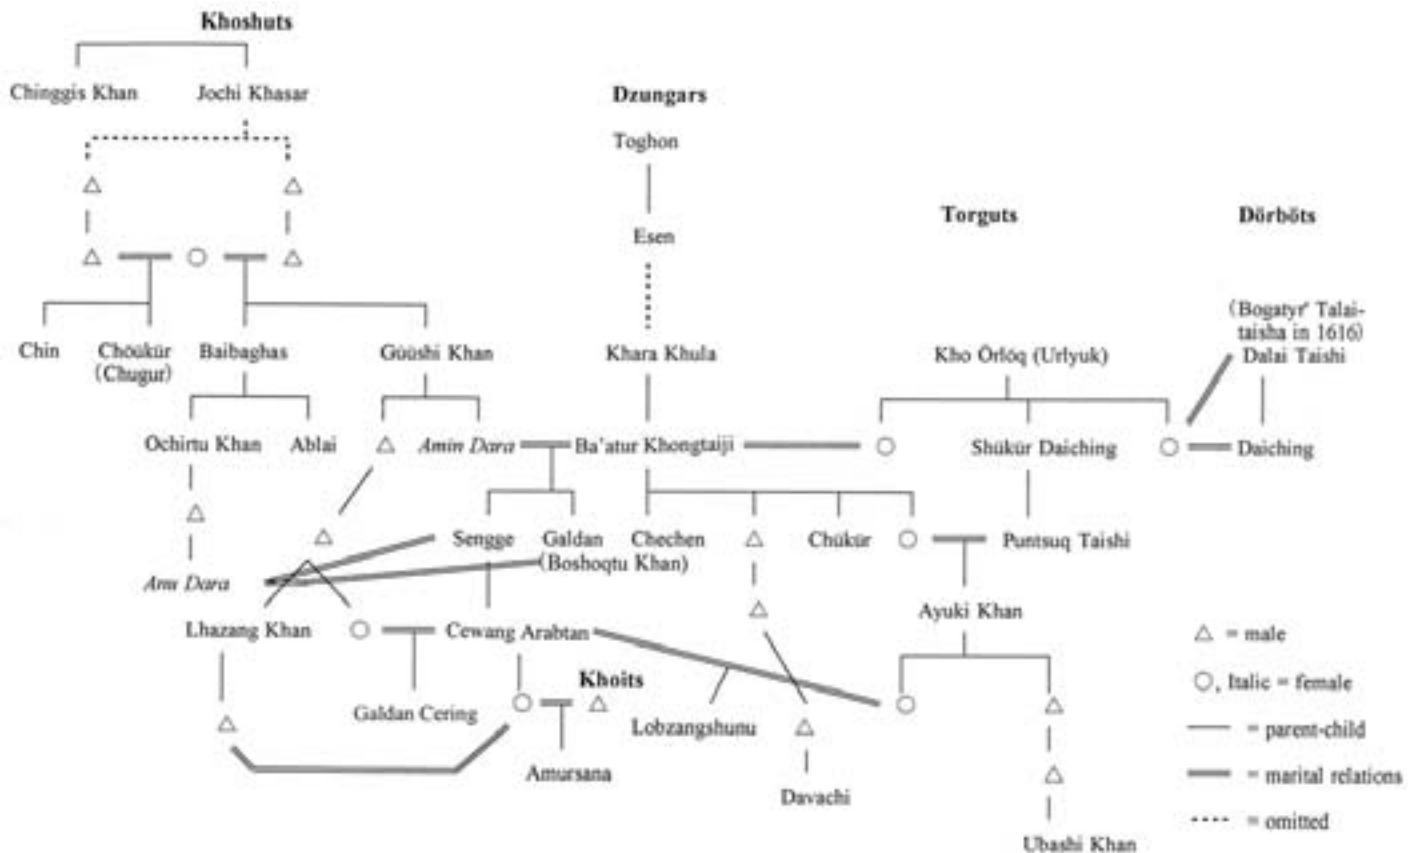 Khoshuts
Chinggis Khan
Jochi Khasar
Dzungars
Toghon
Esen
Torguts
Dörböts
Chin
Chöükür
(Chugur)
Baibaghas
Güüshi Khan
Khara Khula
Kho Örlöq (Urlyuk)
(Bogatyr' Talai-
taisha in 1616)
Dalai Taishi
Ochirtu Khan
Ablai
Amin Dara
Ba'atur Khongtaiji
Shükür Daiching
Daiching
Sengge
Galdan
(Boshoqtu Khan)
Chechen
Chükür
Puntsuq Taishi
Anu Dara
Lhazang Khan
Cewang Arabtan
Ayuki Khan
Khoits
Galdan Cering
Lobzangshunu
Amursana
Davachi
Ubashi Khan
= male
, Italic = female
= parent-child
= marital relations
= omitted